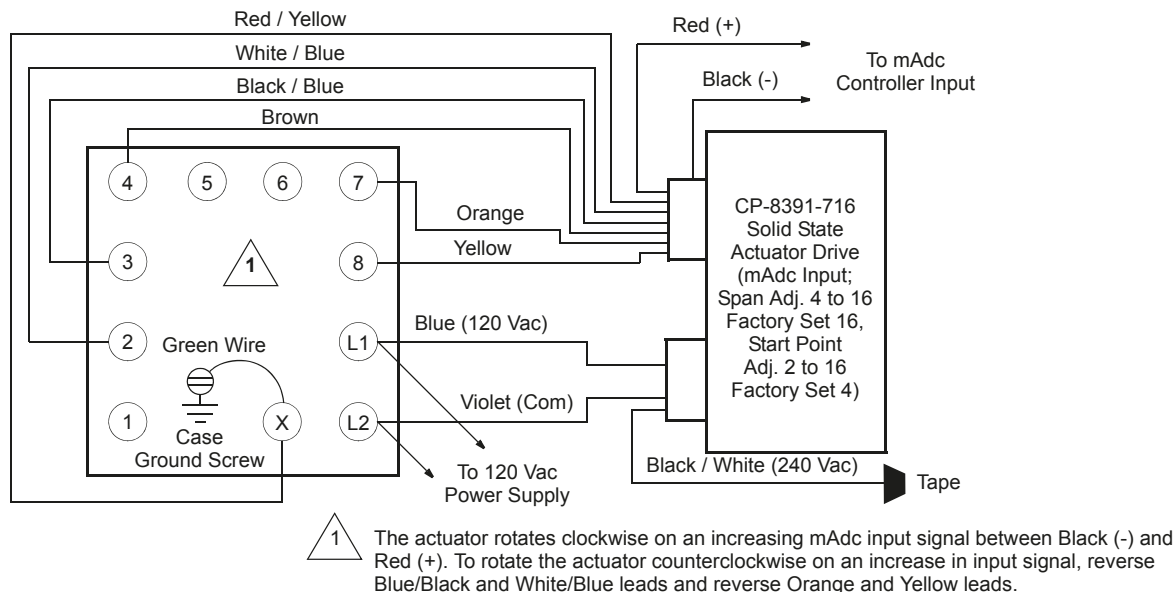 Red / Yellow
White / Blue
Black / Blue
Brown
Red (+)
Black (-)
To mAdc
Controller Input
4
5
6
7
3
1
8
2
Green Wire
L1
1
Case
Ground Screw
X
L2
Orange
Yellow
Blue (120 Vac)
Violet (Com)
To 120 Vac
Power Supply
CP-8391-716
Solid State
Actuator Drive
(mAdc Input;
Span Adj. 4 to 16
Factory Set 16,
Start Point
Adj. 2 to 16
Factory Set 4)
Black / White (240 Vac)
Tape
1
The actuator rotates clockwise on an increasing mAdc input signal between Black (-) and
Red (+). To rotate the actuator counterclockwise on an increase in input signal, reverse
Blue/Black and White/Blue leads and reverse Orange and Yellow leads.